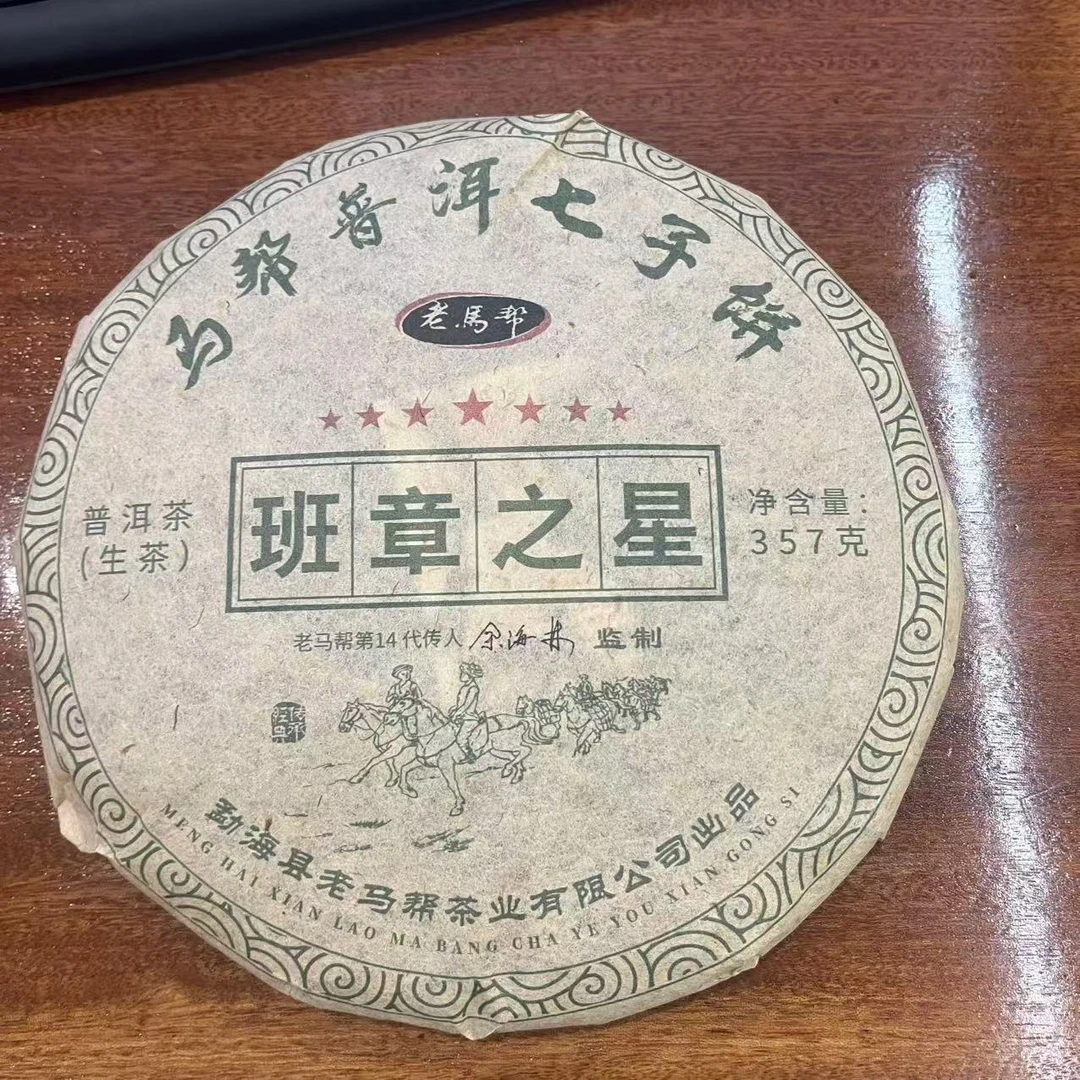 马帮普洱七子饼
老馬帮
班章之星
普洱茶
(生茶)
净含量:
357克
老马帮第14代传人 余海林 监制
勐海县老马帮茶业有限公司出品
MENG HAI XIAN LAO MA BANG CHA YE YOU XIAN GONG SI